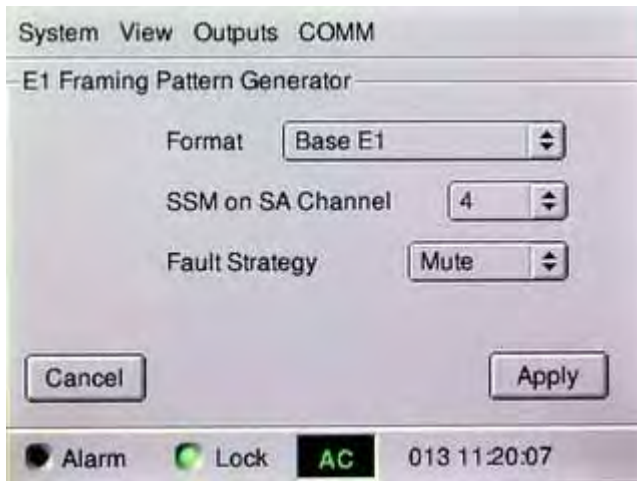 System View Outputs COMM
E1 Framing Pattern Generator
Format Base E1
SSM on SA Channel 4
Fault Strategy Mute
Cancel Apply
Alarm Lock AC 013 11:20:07